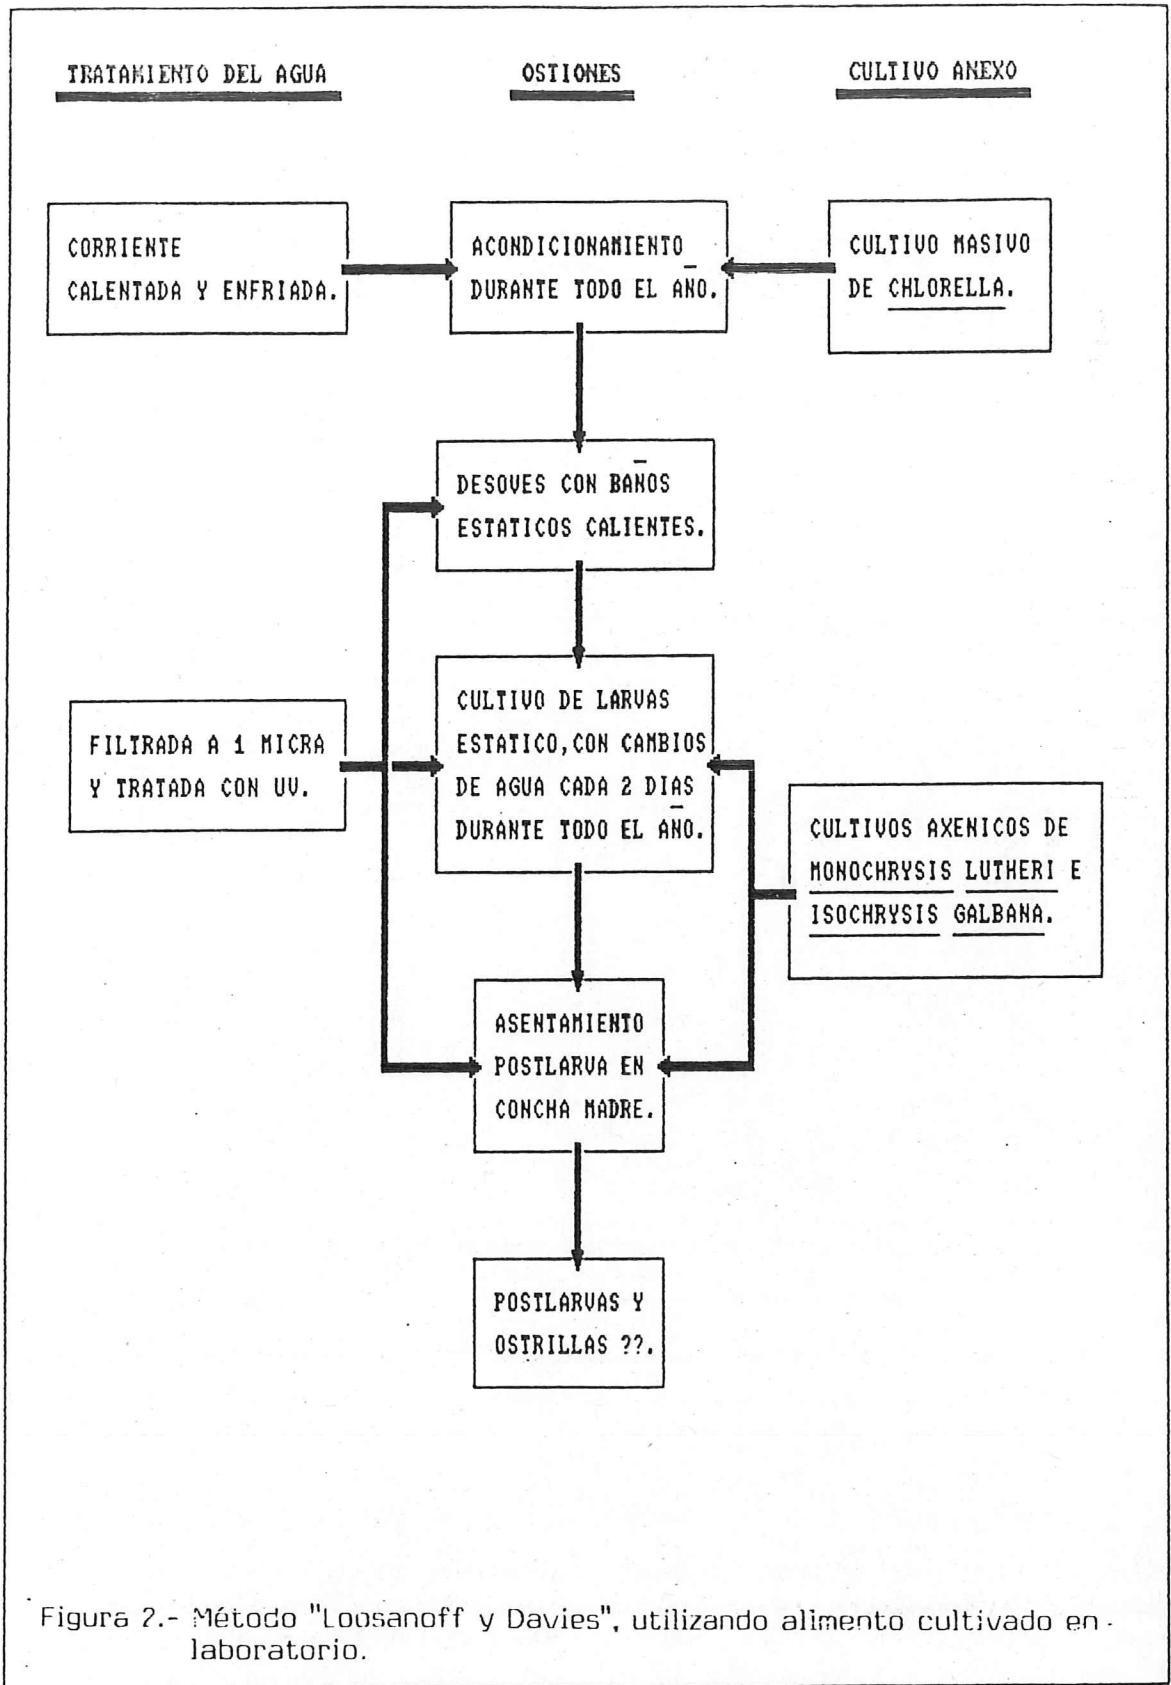 TRATAMIENTO DEL AGUA
OSTIONES
CULTIVO ANEXO
CORRIENTE
CALENTADA Y ENFRIADA.
ACONDICIONAMIENTO
DURANTE TODO EL AÑO.
CULTIVO MASIVO
DE CHLORELLA.
DESOVES CON BAÑOS
ESTATICOS CALIENTES.
FILTRADA A 1 MICRA
Y TRATADA CON UV.
CULTIVO DE LARVAS
ESTATICO,CON CAMBIOS
DE AGUA CADA 2 DIAS
DURANTE TODO EL AÑO.
CULTIVOS AXENICOS DE
MONOCHRYSIS LUTHERI E
ISOCHRYSIS GALBANA.
ASENTAMIENTO
POSTLARVA EN
CONCHA MADRE.
POSTLARVAS Y
OSTRILLAS ??.
Figura 2.- Método "Loosanoff y Davies", utilizando alimento cultivado en
laboratorio.